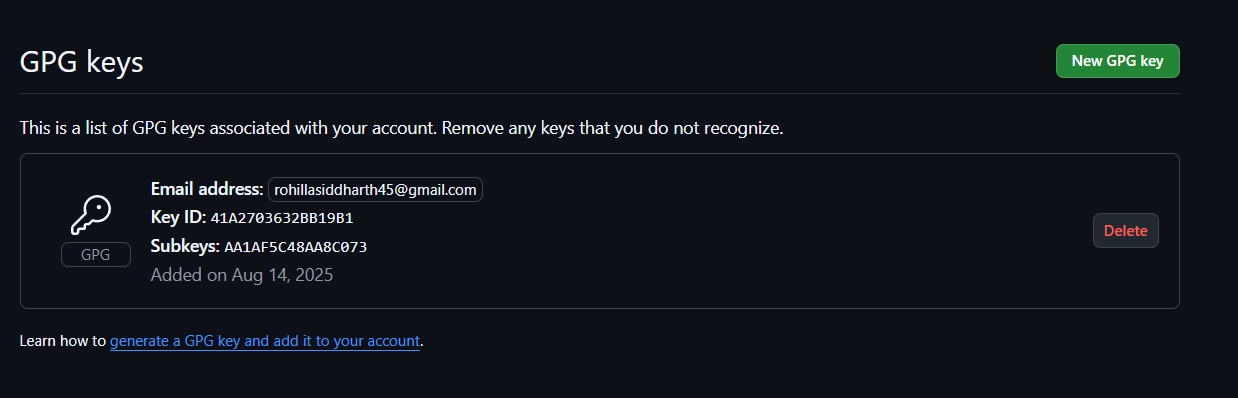 GPG keys
New GPG key
This is a list of GPG keys associated with your account. Remove any keys that you do not recognize.
Email address: rohillasiddharth45@gmail.com
Key ID: 41A2703632BB19B1
GPG
Subkeys: AA1AF5C48AA8C073
Added on Aug 14, 2025
Delete
Learn how to generate a GPG key and add it to your account.